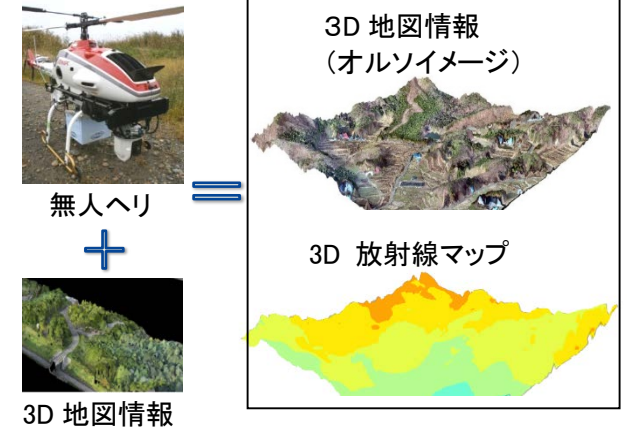 無人ヘリ
+
3D 地図情報
=
３D 地図情報
（オルソイメージ）
3D 放射線マップ